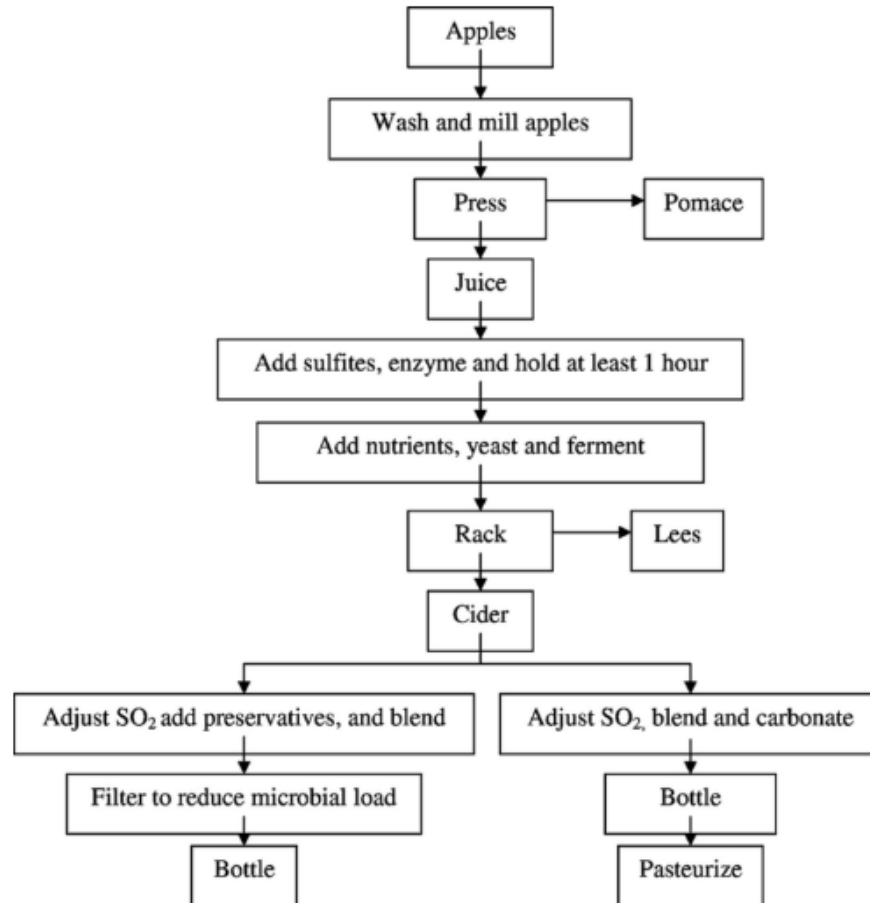 Apples
Wash and mill apples
Press
Pomace
Juice
Add sulfites, enzyme and hold at least 1 hour
Add nutrients, yeast and ferment
Rack
Lees
Cider
Adjust SO₂ add preservatives, and blend
Adjust SO₂, blend and carbonate
Filter to reduce microbial load
Bottle
Bottle
Pasteurize